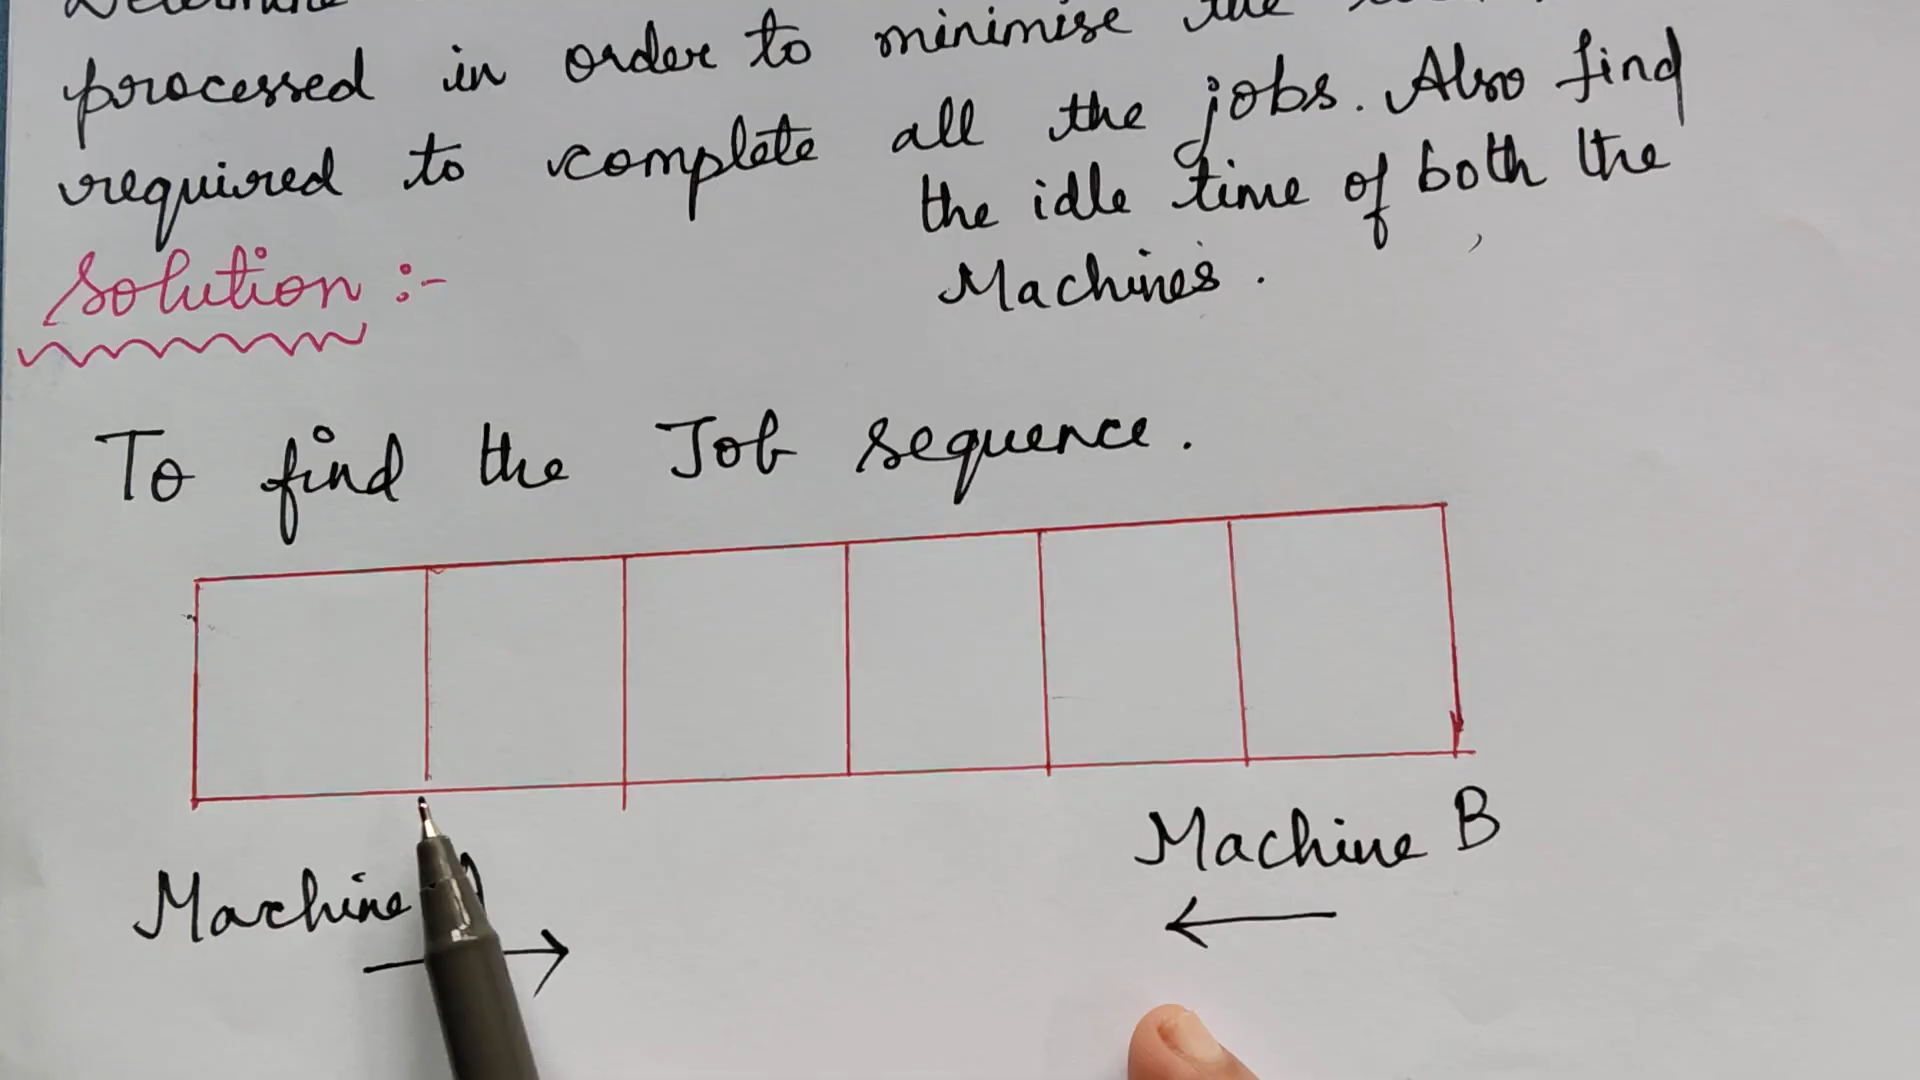 processed in order to minimise the
required to complete all the jobs. Also find
the idle time of both the
Machines.
Solution :-
To find the Job sequence.
Machine B
Machine